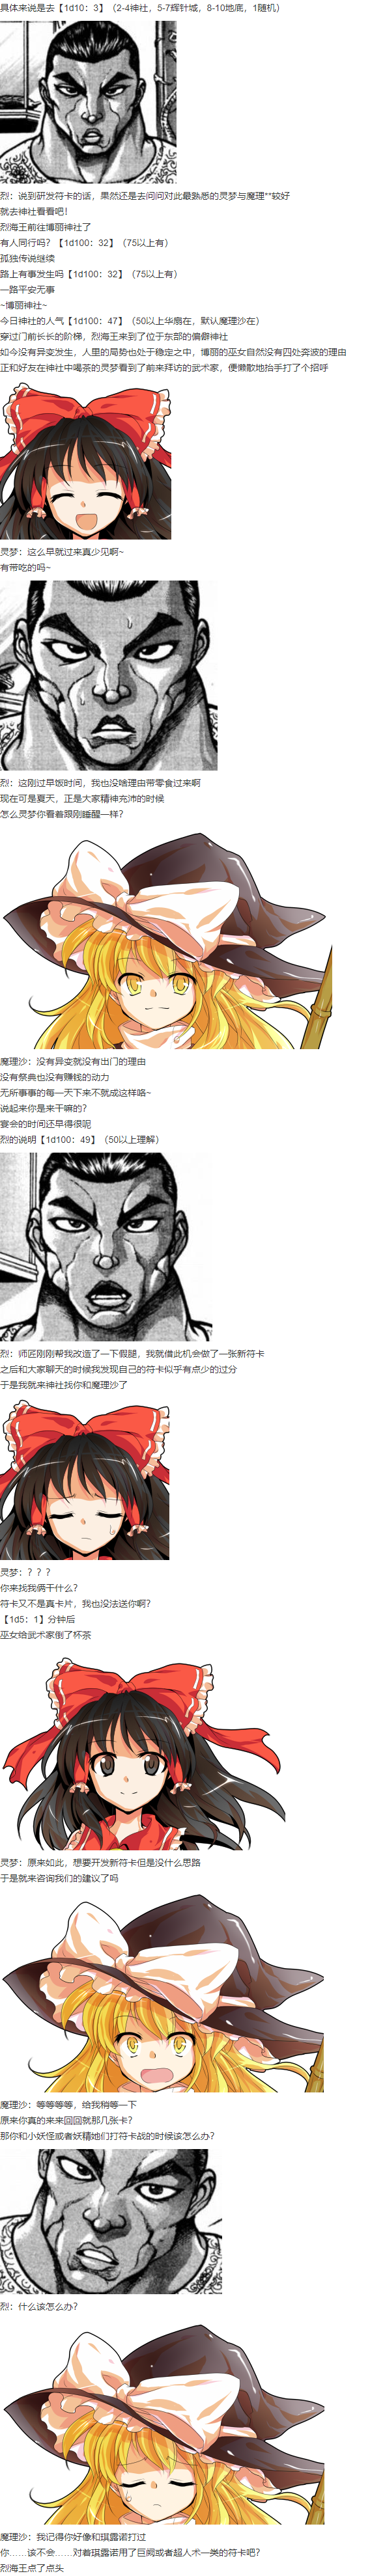 具体来说是去【1d10：3】（2-4神社，5-7辉针城，8-10地底，1随机）
烈：说到研发符卡的话，果然还是去问问对此最熟悉的灵梦与魔理**较好
就去神社看看吧！
烈海王前往博丽神社了
有人同行吗？【1d100：32】（75以上有）
孤独传说继续
路上有事发生吗【1d100：32】（75以上有）
一路平安无事
~博丽神社~
今日神社的人气【1d100：47】（50以上华扇在，默认魔理沙在）
穿过门前长长的阶梯，烈海王来到了位于东部的偏僻神社
如今没有异变发生，人里的局势也处于稳定之中，博丽的巫女自然没有四处奔波的理由
正和好友在神社中喝茶的灵梦看到了前来拜访的武术家，便懒散地抬手打了个招呼
灵梦：这么早就过来真少见啊~
有带吃的吗~
烈：这刚过早饭时间，我也没啥理由带零食过来啊
现在可是夏天，正是大家精神充沛的时候
怎么灵梦你看着跟刚睡醒一样？
魔理沙：没有异变就没有出门的理由
没有祭典也没有赚钱的动力
无所事事的每一天下来不就成这样咯~
说起来你是来干嘛的？
宴会的时间还早得很呢
烈的说明【1d100：49】（50以上理解）
烈：师匠刚刚帮我改造了一下假腿，我就借此机会做了一张新符卡
之后和大家聊天的时候我发现自己的符卡似乎有点少的过分
于是我就来神社找你和魔理沙了
灵梦：？？？
你来找我俩干什么？
符卡又不是真卡片，我也没法送你啊？
【1d5：1】分钟后
巫女给武术家倒了杯茶
灵梦：原来如此，想要开发新符卡但是没什么思路
于是就来咨询我们的建议了吗
魔理沙：等等等等，给我稍等一下
原来你真的来来回回就那几张卡？
那你和小妖怪或者妖精她们打符卡战的时候该怎么办？
烈：什么该怎么办？
魔理沙：我记得你好像和琪露诺打过
你……该不会……对着琪露诺用了巨阙或者超人术一类的符卡吧？
烈海王点了点头